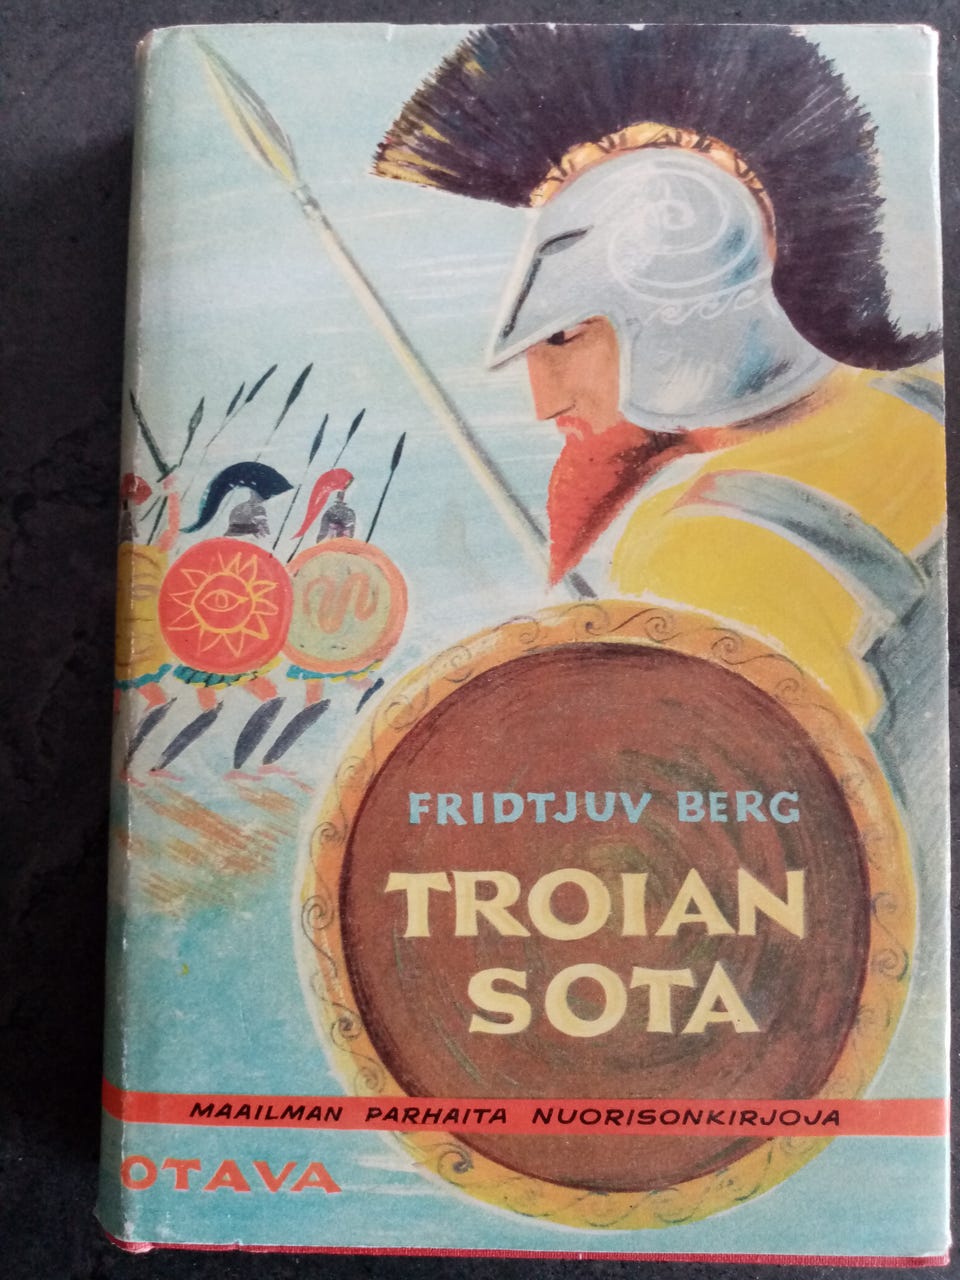 FRIDTJUV BERG
TROIAN
SOTA
MAAILMAN PARHAITA NUORISONKIRJOJA
OTAVA